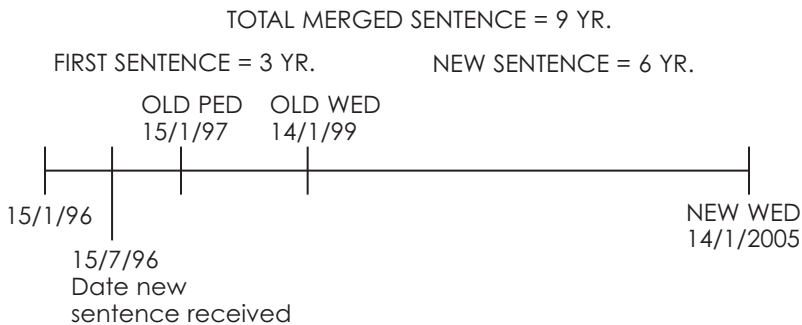 TOTAL MERGED SENTENCE = 9 YR.
FIRST SENTENCE = 3 YR.
NEW SENTENCE = 6 YR.
OLD PED
15/1/97
OLD WED
14/1/99
15/1/96
15/7/96
Date new
sentence received
NEW WED
14/1/2005